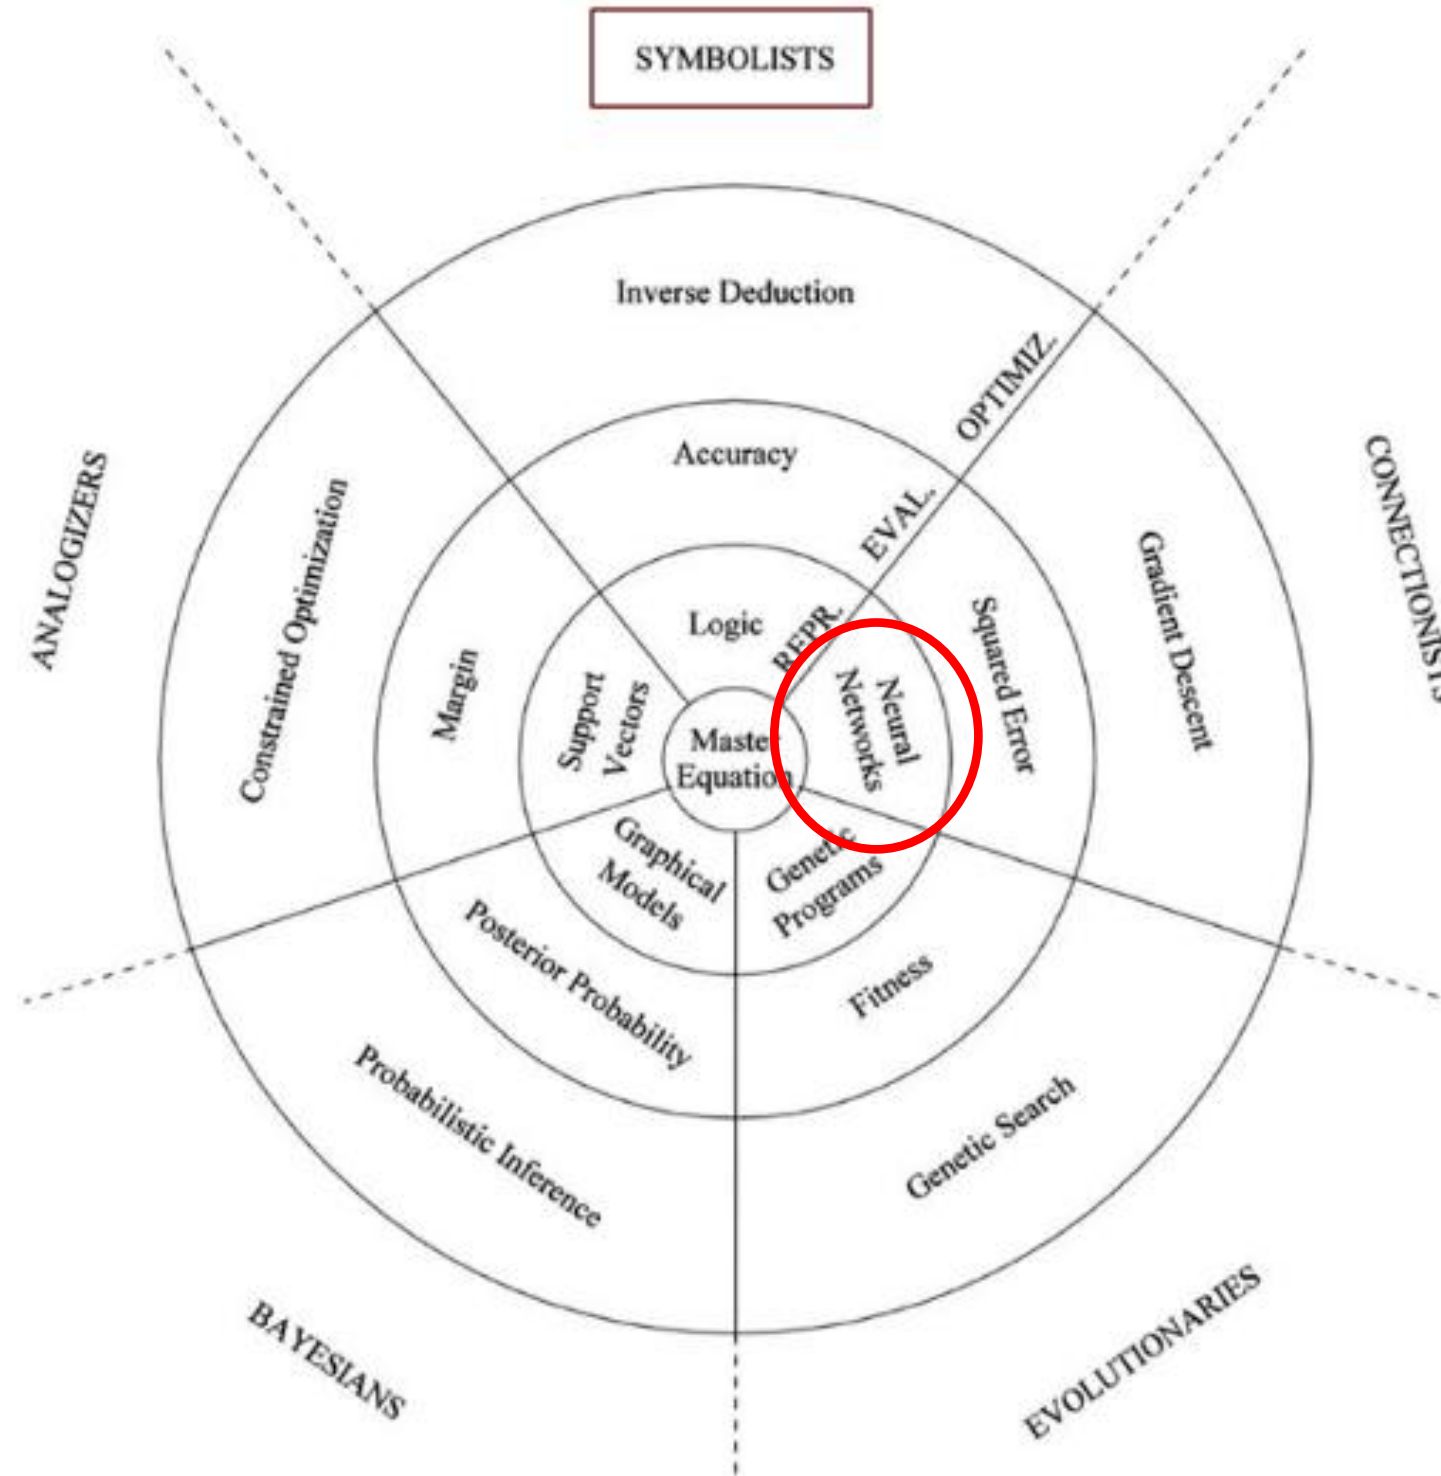 SYMBOLISTS
Inverse Deduction
OPTIMIZ.
Accuracy
EVAL.
Logic
REPR.
ANALOGIZERS
Constrained Optimization
Margin
Support
Vectors
Master
Equation
Neural
Networks
Squared Error
Gradient Descent
CONNECTIONISTS
Graphical
Models
Genetic
Programs
Posterior Probability
Fitness
Probabilistic Inference
Genetic Search
BAYESIANS
EVOLUTIONARIES